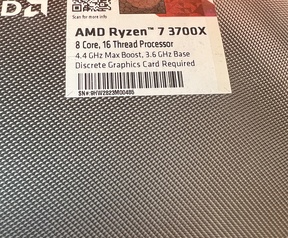 Scan for more info
AMD Ryzen™ 7 3700X
8 Core, 16 Thread Processor
4.4 GHz Max Boost, 3.6 GHz Base
Discrete Graphics Card Required